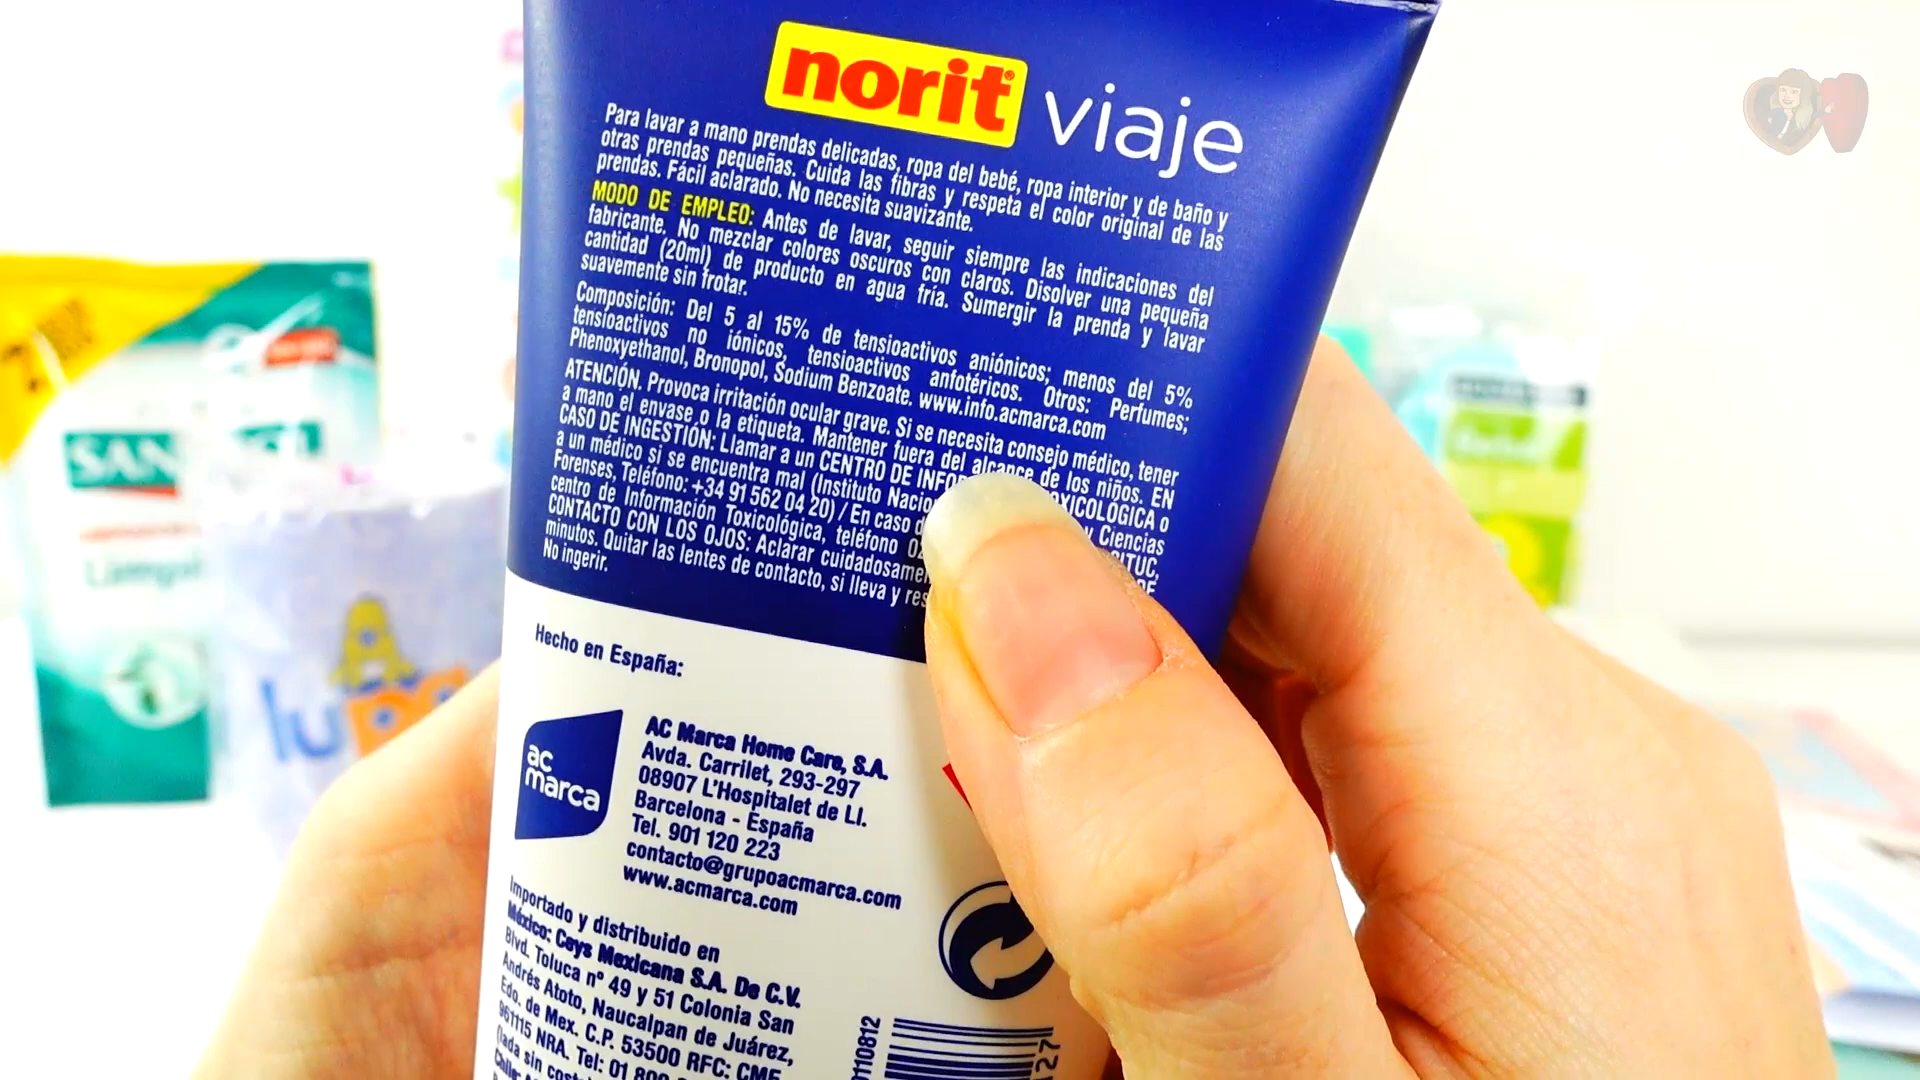 norit® viaje
Para lavar a mano prendas delicadas, ropa del bebé, ropa interior y de baño y
otras prendas pequeñas. Cuida las fibras y respeta el color original de las
prendas. Fácil aclarado. No necesita suavizante.
MODO DE EMPLEO: Antes de lavar, seguir siempre las indicaciones del
fabricante. No mezclar colores oscuros con claros. Disolver una pequeña
cantidad (20ml) de producto en agua fría. Sumergir la prenda y lavar
suavemente sin frotar.
Composición: Del 5 al 15% de tensioactivos aniónicos; menos del 5%
tensioactivos no iónicos, tensioactivos anfotéricos. Otros: Perfumes;
Phenoxyethanol, Bronopol, Sodium Benzoate. www.info.acmarca.com
ATENCIÓN. Provoca irritación ocular grave. Si se necesita consejo médico, tener
a mano el envase o la etiqueta. Mantener fuera del alcance de los niños. EN
CASO DE INGESTIÓN: Llamar a un CENTRO DE TOXICOLÓGICA o
a un médico si se encuentra mal (Instituto y Ciencias
Forenses, Teléfono: +34 91 562 04 20) / En caso
centro de Información Toxicológica, teléfono
CONTACTO CON LOS OJOS: Aclarar
minutos. Quitar las lentes de contacto, si lleva y
No ingerir.
Hecho en España:
ac
marca
AC Marca Home Care, S.A.
Avda. Carrilet, 293-297
08907 L'Hospitalet de Ll.
Barcelona - España
Tel. 901 120 223
contacto@grupoacmarca.com
www.acmarca.com
Importado y distribuido en
México: Ceys Mexicana S.A. De C.V.
Blvd. Toluca nº 49 y 51 Colonia San
Andrés Atoto, Naucalpan de Juárez,
Edo. de Mex. C.P. 53500 RFC: CME
961115 NRA. Tel: 01 800
(lada sin